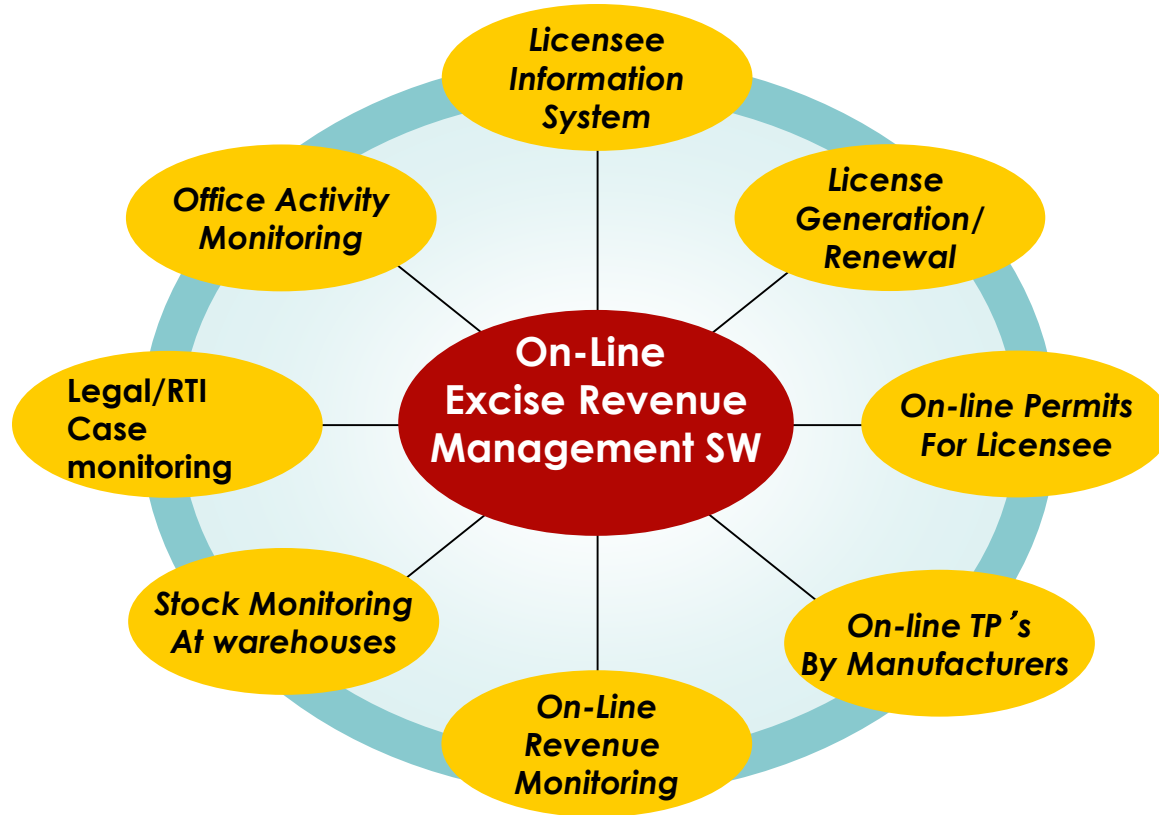 Licensee
Information
System
License
Generation/
Renewal
On-line Permits
For Licensee
On-line TP's
By Manufacturers
On-Line
Revenue
Monitoring
Stock Monitoring
At warehouses
Legal/RTI
Case
monitoring
Office Activity
Monitoring
On-Line
Excise Revenue
Management SW